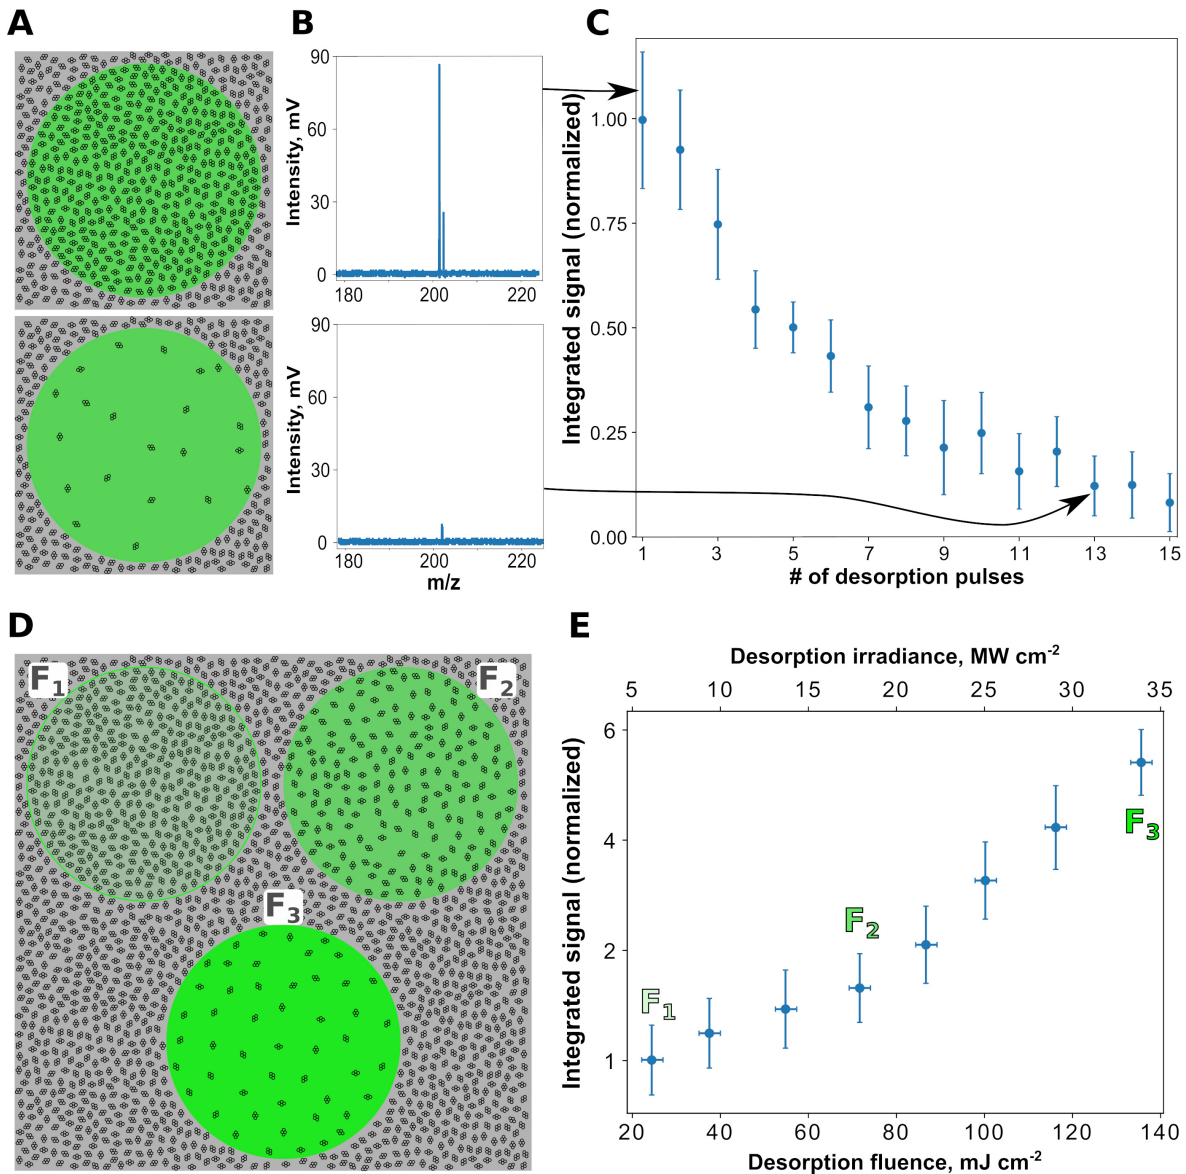 A
B
C
90
60
30
0
Intensity, mV
180
200
220
90
60
30
0
Intensity, mV
180
200
220
m/z
1.00
0.75
0.50
0.25
0.00
Integrated signal (normalized)
1
3
5
7
9
11
13
15
# of desorption pulses
D
F1
F2
F3
E
Desorption irradiance, MW cm-2
5
10
15
20
25
30
35
6
4
2
1
Integrated signal (normalized)
F1
F2
F3
20
40
60
80
100
120
140
Desorption fluence, mJ cm-2